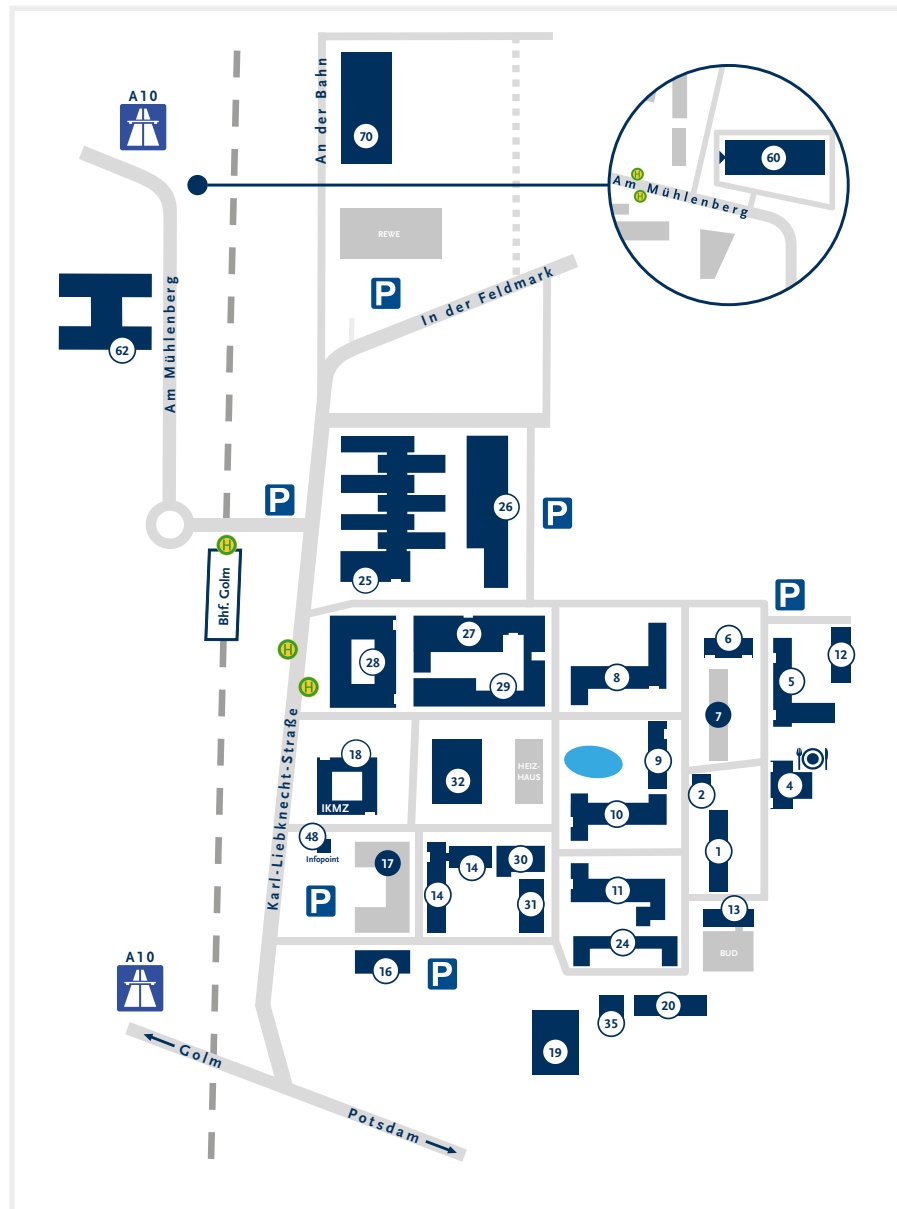 A10
An der Bahn
70
60
Am Mühlenberg
H
H
REWE
P
In der Feldmark
62
Am Mühlenberg
P
26
P
H
Bhf. Golm
25
P
27
6
12
H
28
8
5
29
H
7
Karl-Liebknecht-Straße
18
9
32
HEIZ-
HAUS
2
4
IKMZ
10
48
Infopoint
17
14
30
1
11
14
31
P
13
24
BUD
A10
16
P
20
35
19
Golm
Potsdam